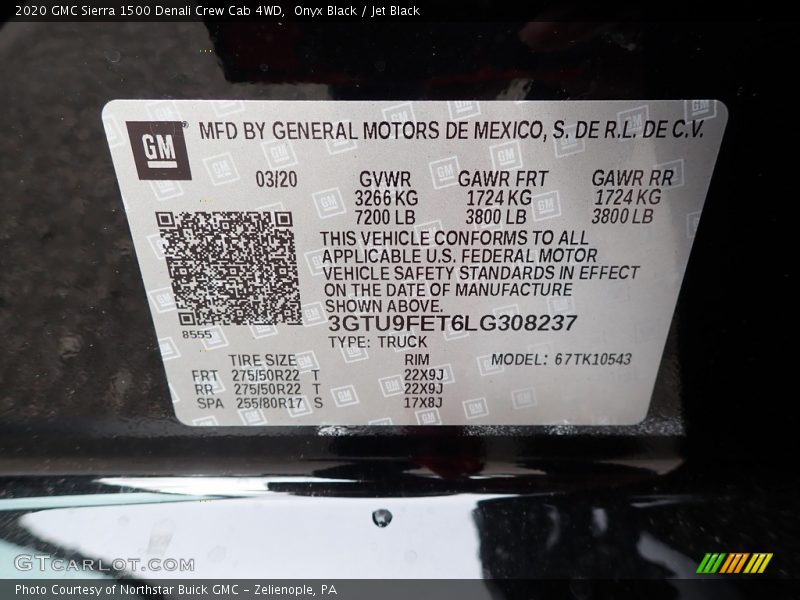 2020 GMC Sierra 1500 Denali Crew Cab 4WD, Onyx Black / Jet Black
GM
MFD BY GENERAL MOTORS DE MEXICO, S. DE R.L. DE C.V.
03/20 GVWR GAWR FRT GAWR RR
3266 KG 1724 KG 1724 KG
7200 LB 3800 LB 3800 LB
THIS VEHICLE CONFORMS TO ALL
APPLICABLE U.S. FEDERAL MOTOR
VEHICLE SAFETY STANDARDS IN EFFECT
ON THE DATE OF MANUFACTURE
SHOWN ABOVE.
8555
3GTU9FET6LG308237
TYPE: TRUCK
TIRE SIZE RIM MODEL: 67TK10543
FRT 275/50R22 T 22X9J
RR 275/50R22 T 22X9J
SPA 255/80R17 S 17X8J
GTCARLOT.COM
Photo Courtesy of Northstar Buick GMC - Zelienople, PA